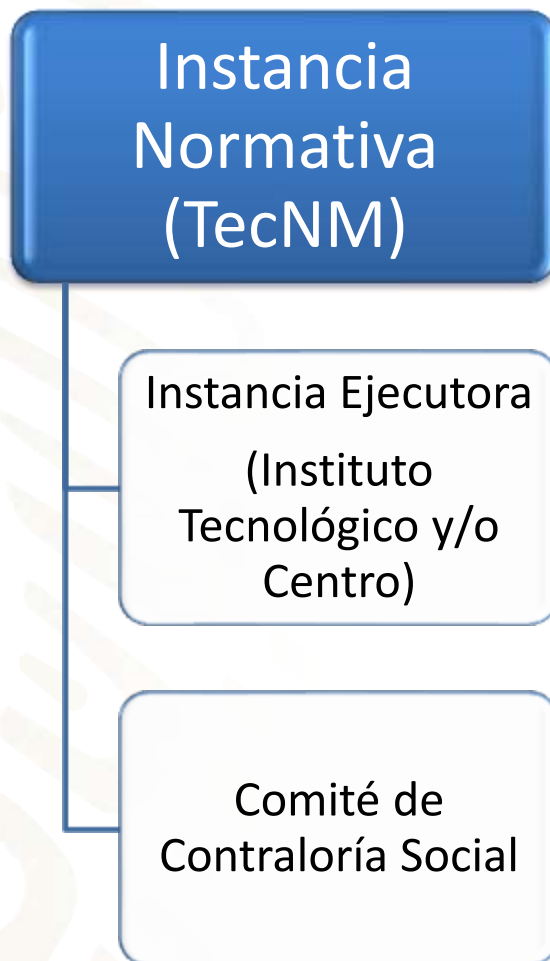 Instancia
Normativa
(TecNM)
Instancia Ejecutora
(Instituto
Tecnológico y/o
Centro)
Comité de
Contraloría Social